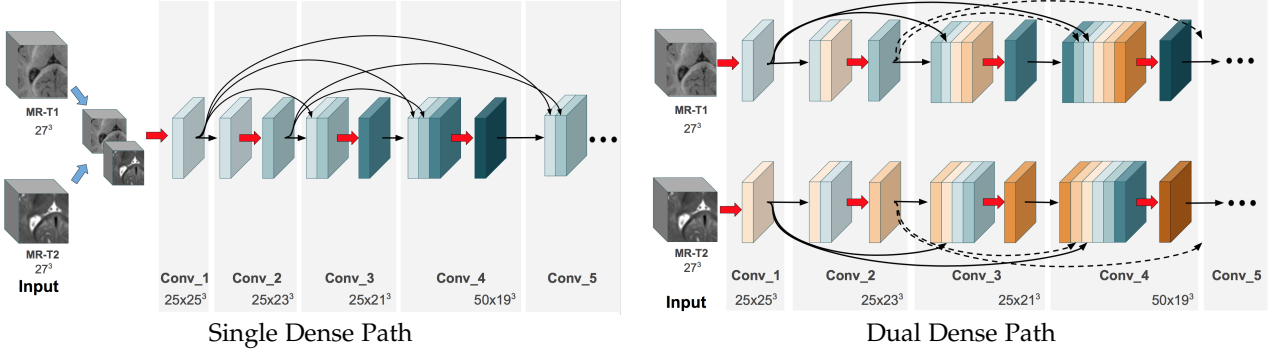 MR-T1
27³
MR-T2
27³
Input
Conv_1
25x25³
Conv_2
25x23³
Conv_3
25x21³
Conv_4
50x19³
Conv_5
Single Dense Path
MR-T1
27³
MR-T2
27³
Input
Conv_1
25x25³
Conv_2
25x23³
Conv_3
25x21³
Conv_4
50x19³
Conv_5
Dual Dense Path